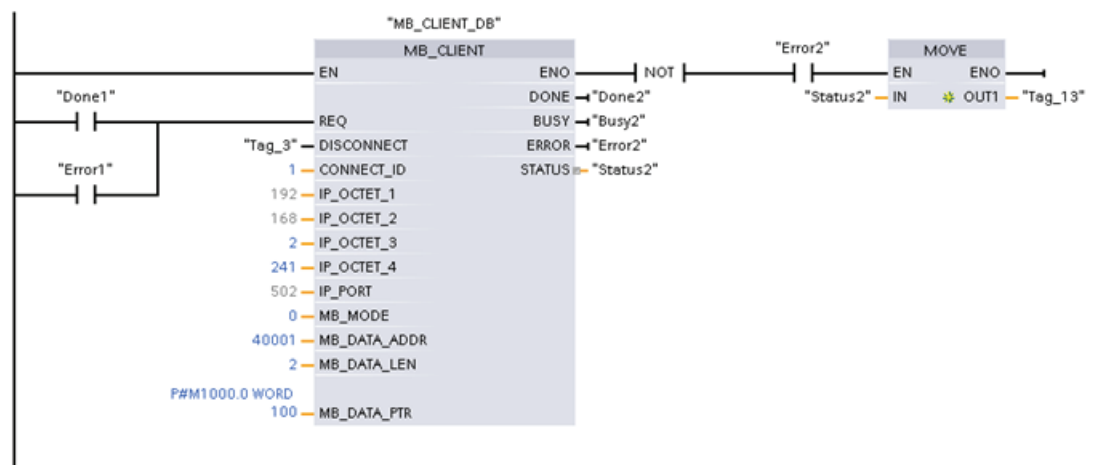 "MB_CLIENT_DB"
MB_CLIENT
EN
ENO
NOT
"Error2"
MOVE
EN
ENO
DONE
"Done2"
"Status2"
IN
OUT1
"Tag_13"
"Done1"
REQ
BUSY
"Busy2"
"Tag_3"
DISCONNECT
ERROR
"Error2"
"Error1"
1
CONNECT_ID
STATUS
"Status2"
192
IP_OCTET_1
168
IP_OCTET_2
2
IP_OCTET_3
241
IP_OCTET_4
502
IP_PORT
0
MB_MODE
40001
MB_DATA_ADDR
2
MB_DATA_LEN
P#M1000.0 WORD
100
MB_DATA_PTR